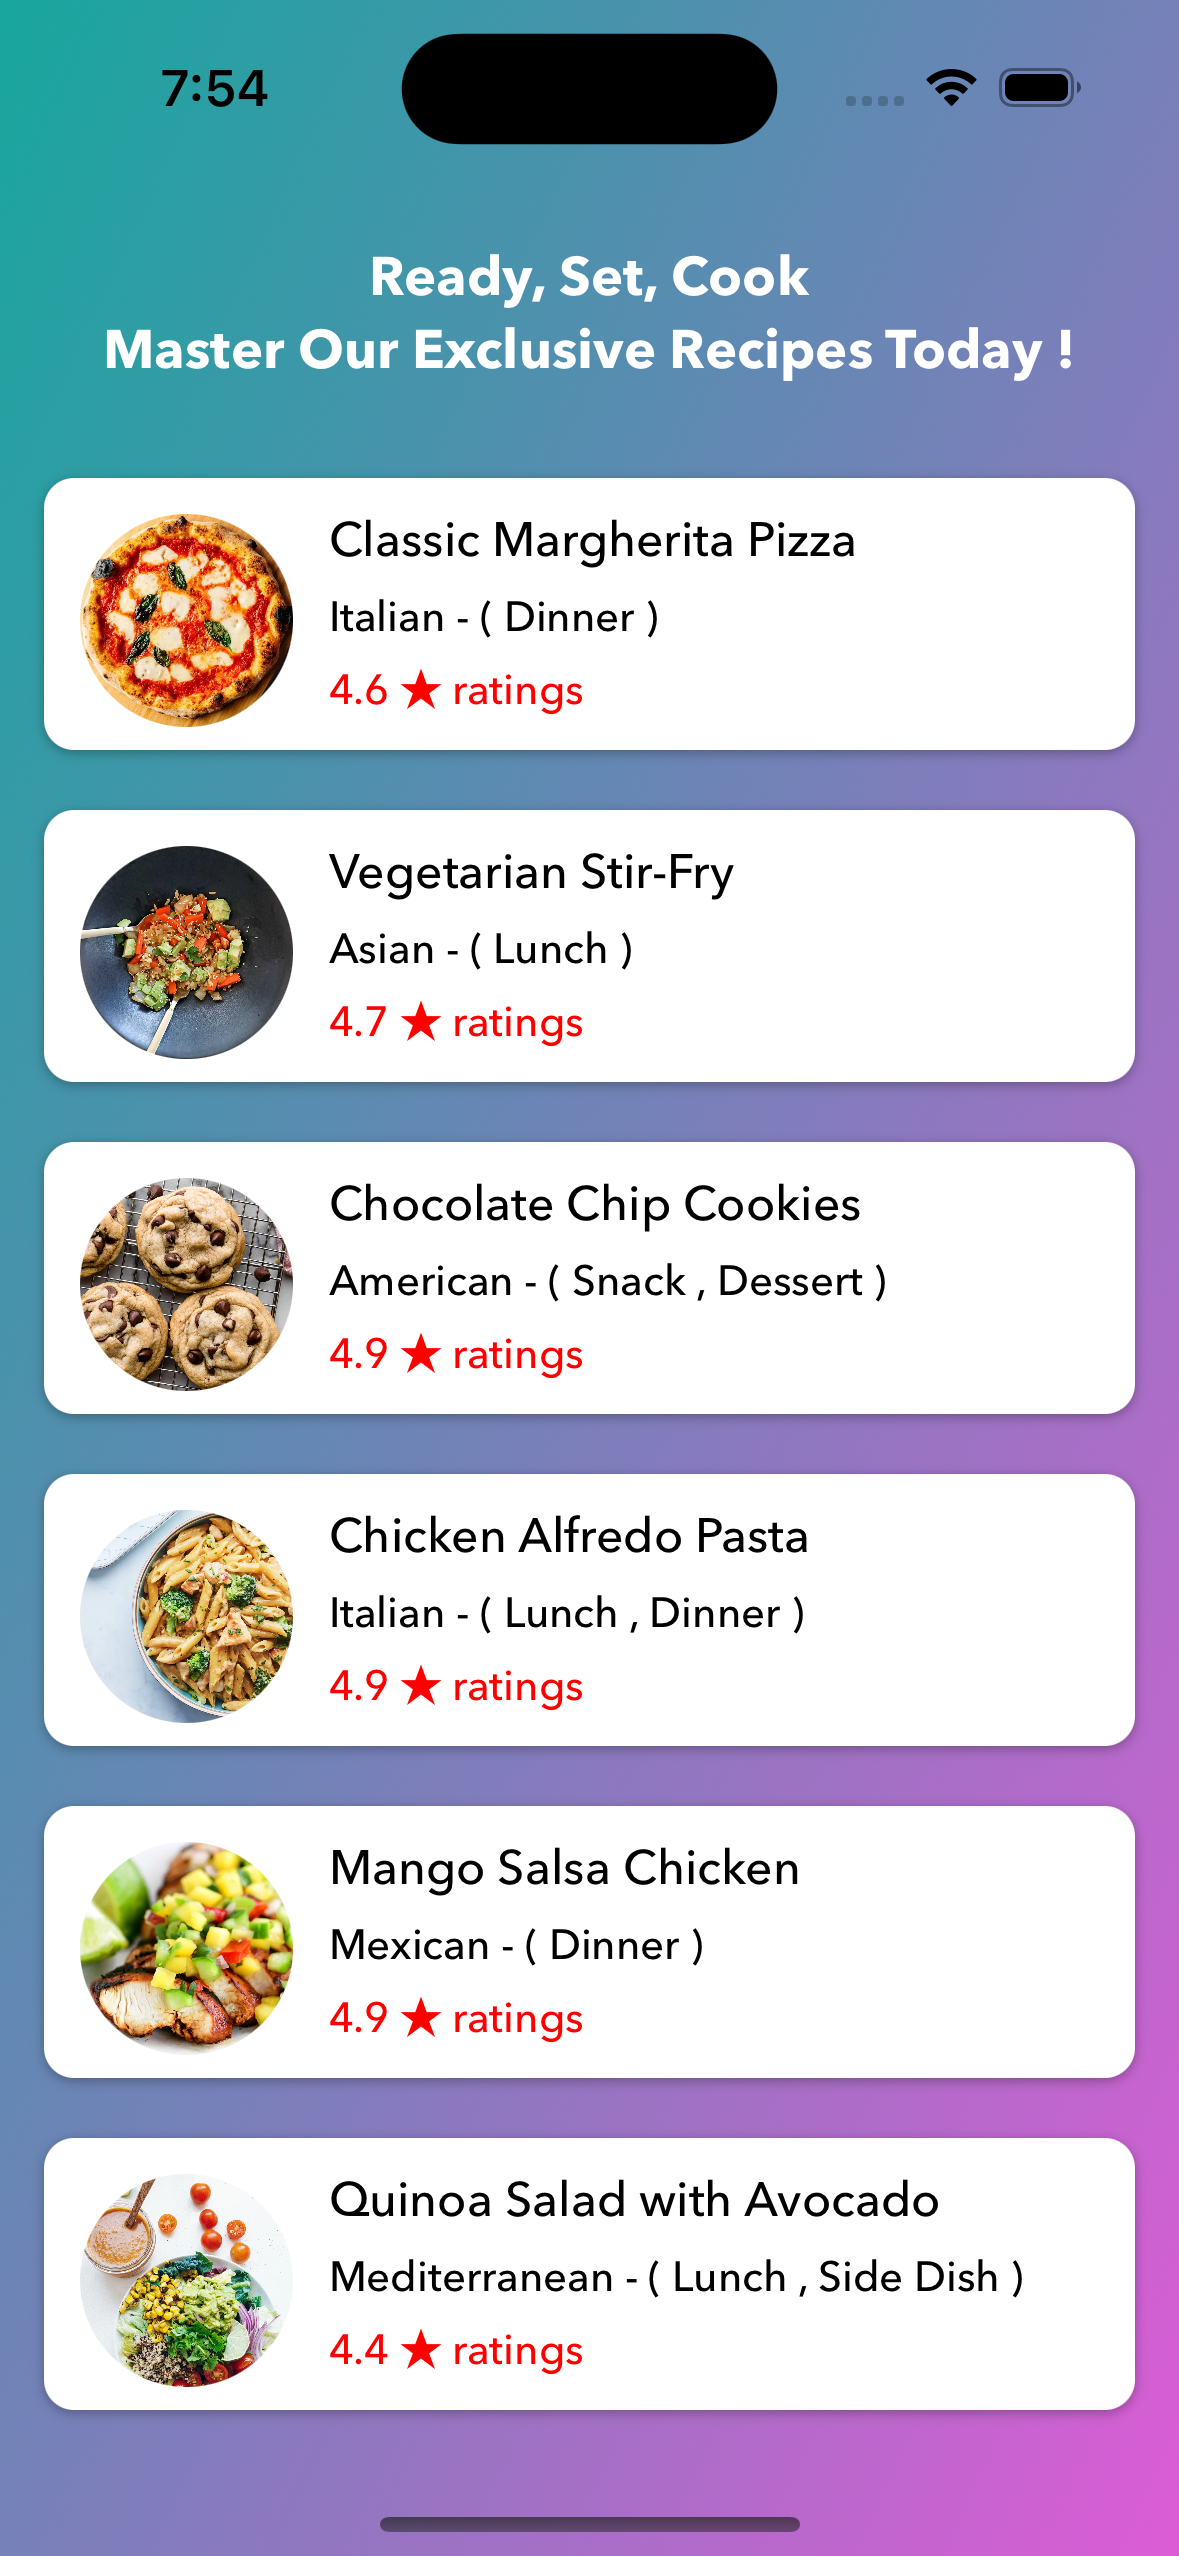 7:54
Ready, Set, Cook
Master Our Exclusive Recipes Today !
Classic Margherita Pizza
Italian - ( Dinner )
4.6 ★ ratings
Vegetarian Stir-Fry
Asian - ( Lunch )
4.7 ★ ratings
Chocolate Chip Cookies
American - ( Snack , Dessert )
4.9 ★ ratings
Chicken Alfredo Pasta
Italian - ( Lunch , Dinner )
4.9 ★ ratings
Mango Salsa Chicken
Mexican - ( Dinner )
4.9 ★ ratings
Quinoa Salad with Avocado
Mediterranean - ( Lunch , Side Dish )
4.4 ★ ratings